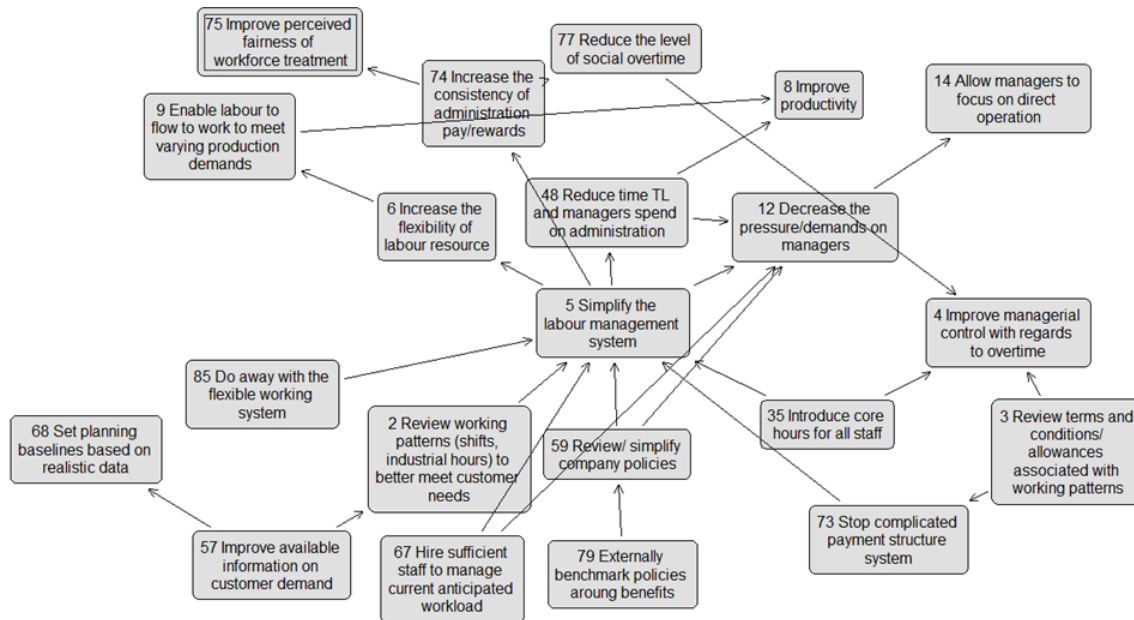 75 Improve perceived
fairness of
workforce treatment
77 Reduce the level
of social overtime
74 Increase the
consistency of
administration
pay/rewards
8 Improve
productivity
14 Allow managers to
focus on direct
operation
9 Enable labour to
flow to work to meet
varying production
demands
48 Reduce time TL
and managers spend
on administration
12 Decrease the
pressure/demands on
managers
6 Increase the
flexibility of
labour resource
5 Simplify the
labour management
system
4 Improve managerial
control with regards
to overtime
85 Do away with the
flexible working
system
2 Review working
patterns (shifts,
industrial hours) to
better meet customer
needs
35 Introduce core
hours for all staff
3 Review terms and
conditions/
allowances
associated with
working patterns
68 Set planning
baselines based on
realistic data
59 Review/ simplify
company policies
73 Stop complicated
payment structure
system
57 Improve available
information on
customer demand
67 Hire sufficient
staff to manage
current anticipated
workload
79 Externally
benchmark policies
aroung benefits